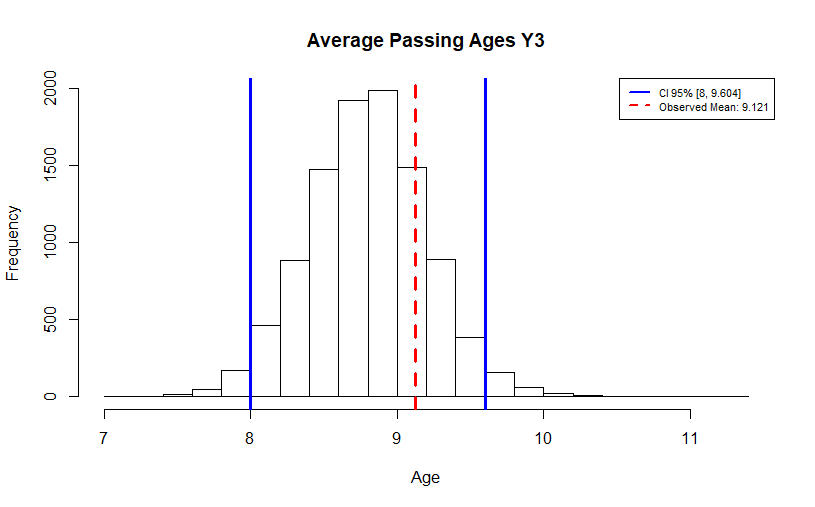 Average Passing Ages Y3
CI 95% [8, 9.604]
Observed Mean: 9.121
Frequency
2000
1500
1000
500
0
7 8 9 10 11
Age